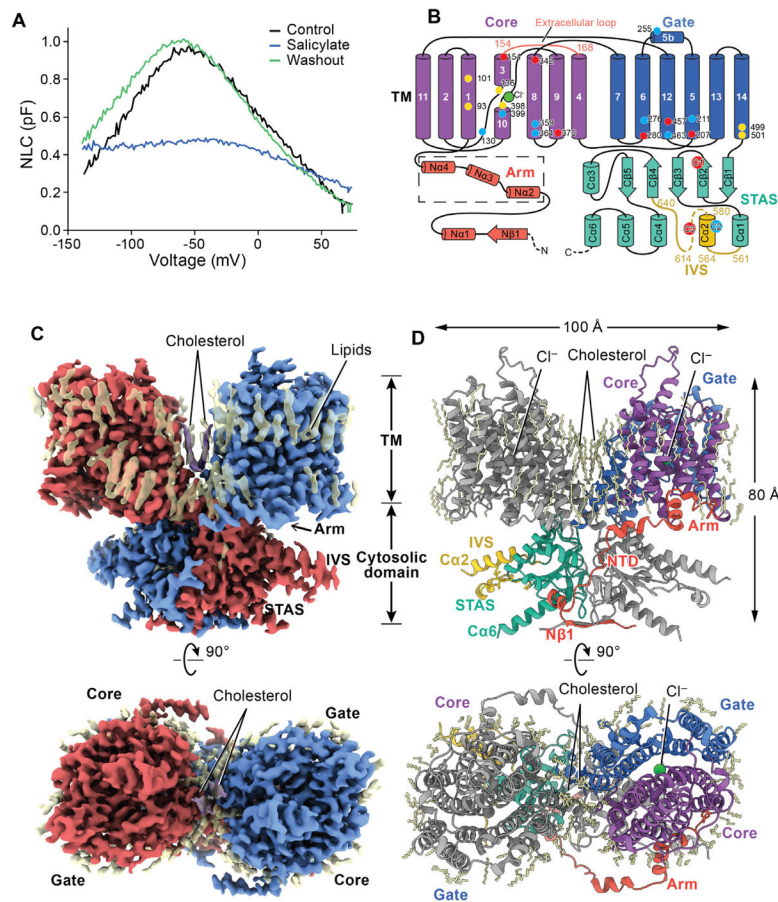 A
Control
Salicylate
Washout
NLC (pF)
1.0
0.8
0.6
0.4
0.2
0.0
-150
-100
-50
0
50
Voltage (mV)
B
Core
Extracellular loop
Gate
255
5b
154
168
154
342
3
136
101
Cl⁻
TM
11
2
1
8
9
4
7
6
12
5
13
14
93
398
399
10
130
276
457
211
499
280
463
501
Arm
Nα4
Nα3
Nα2
Nα1
Nβ1
N
Cα3
Cβ5
Cβ4
Cβ3
Cβ2
Cβ1
STAS
640
580
Cα6
Cα5
Cα4
Cα2
Cα1
C
614
564
561
IVS
C
Cholesterol
Lipids
TM
Arm
IVS
Cytosolic
domain
STAS
90°
Core
Cholesterol
Gate
Gate
Core
D
100 Å
Cl⁻
Cholesterol
Core
Cl⁻
Gate
80 Å
Arm
IVS
Cα2
NTD
STAS
Cα6
Nβ1
90°
Core
Cholesterol
Cl⁻
Gate
Core
Gate
Arm